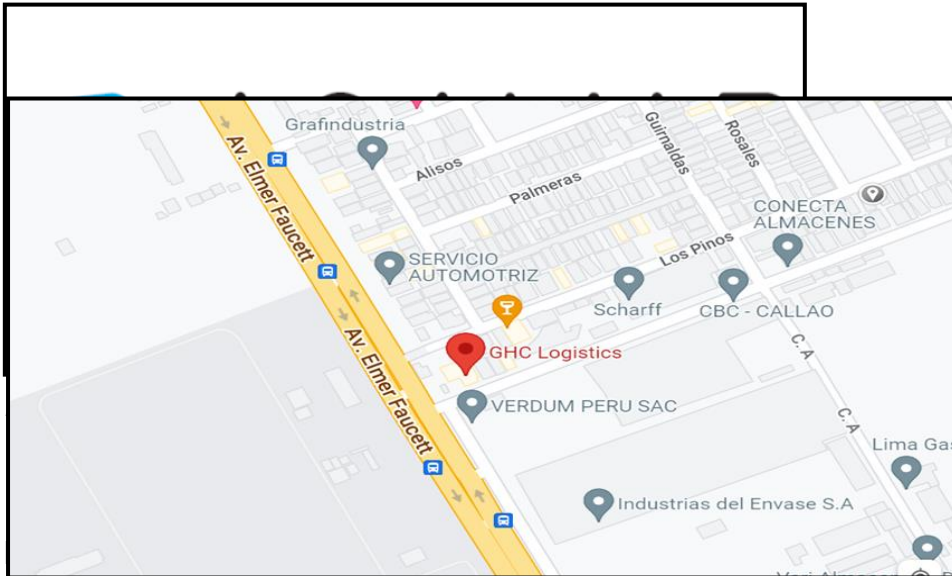 Grafindustria
Av. Elmer Faucett
Alisos
Palmeras
Guirnaldas
Rosales
CONECTA
ALMACENES
SERVICIO
AUTOMOTRIZ
Los Pinos
Scharff
CBC - CALLAO
Av. Elmer Faucett
GHC Logistics
VERDUM PERU SAC
C. A
C. A
Lima Gas
Industrias del Envase S.A